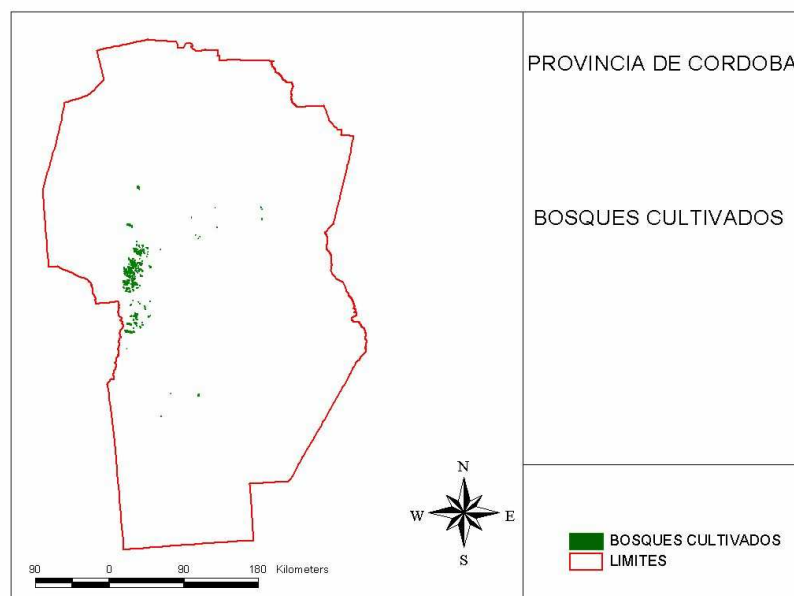 PROVINCIA DE CORDOBA
BOSQUES CULTIVADOS
N
W E
S
BOSQUES CULTIVADOS
LIMITES
90 0 90 180 Kilometers